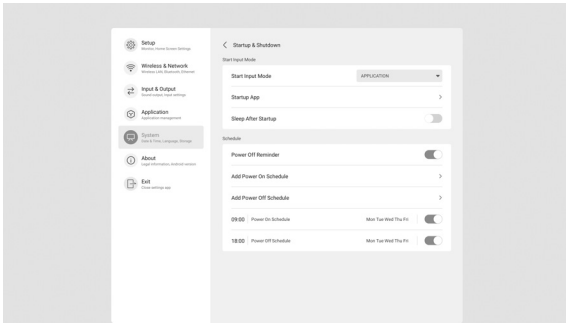 Setup
Monitor, Home Screen Settings
Wireless & Network
Wireless LAN, Bluetooth, Ethernet
Input & Output
Sound output, Input settings
Application
Application management
System
Date & Time, Language, Storage
About
Legal information, Android version
Exit
Close settings app
Startup & Shutdown
Start Input Mode
Start Input Mode
APPLICATION
Startup App
Sleep After Startup
Schedule
Power Off Reminder
Add Power On Schedule
Add Power Off Schedule
09:00 Power On Schedule Mon Tue Wed Thu Fri
18:00 Power Off Schedule Mon Tue Wed Thu Fri